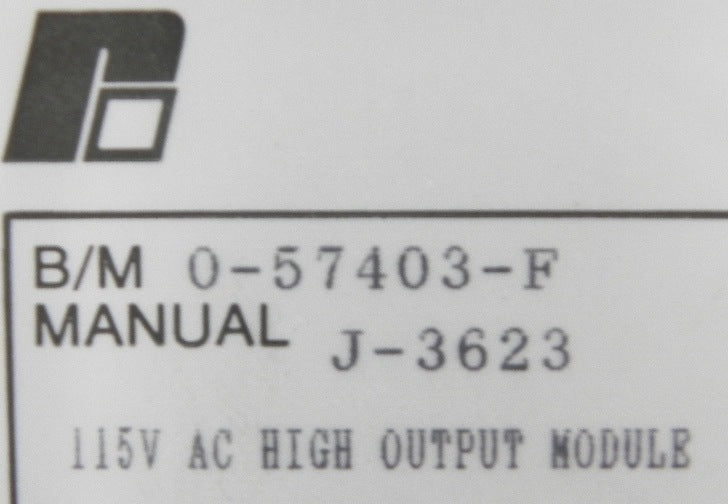 B/M 0-57403-F
MANUAL J-3623
115V AC HIGH OUTPUT MODULE